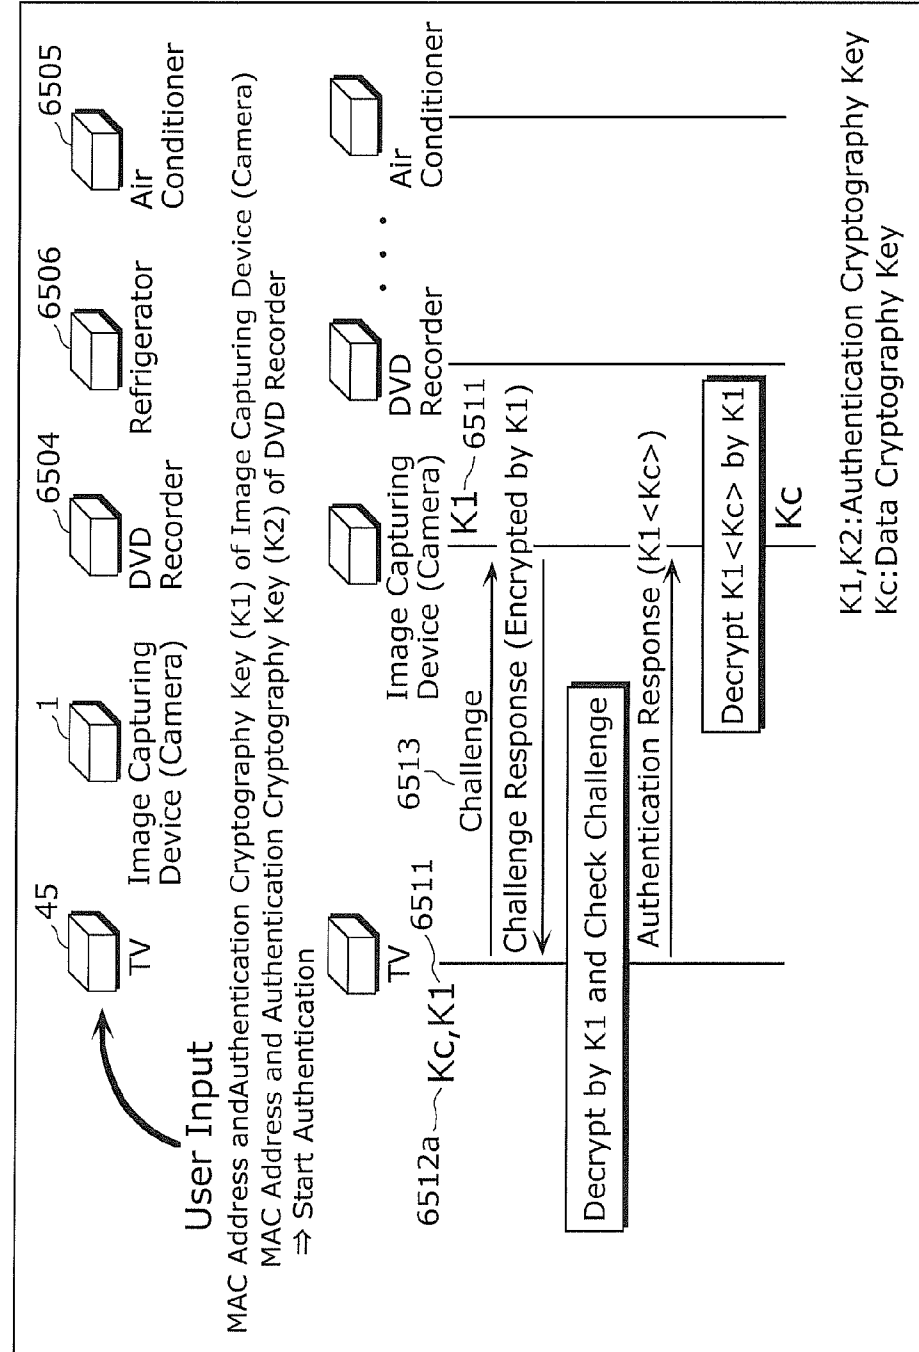 45
TV
1
Image Capturing
Device (Camera)
6504
DVD
Recorder
6506
Refrigerator
6505
Air
Conditioner
User Input
MAC Address andAuthentication Cryptography Key (K1) of Image Capturing Device (Camera)
MAC Address and Authentication Cryptography Key (K2) of DVD Recorder
⇒ Start Authentication
TV
Image Capturing
Device (Camera)
DVD
Recorder
. . .
Air
Conditioner
6512a
Kc,K1
6511
6513
Challenge
K1
6511
Challenge Response (Encrypted by K1)
Decrypt by K1 and Check Challenge
Authentication Response (K1<Kc>)
Decrypt K1<Kc> by K1
Kc
K1,K2:Authentication Cryptography Key
Kc:Data Cryptography Key